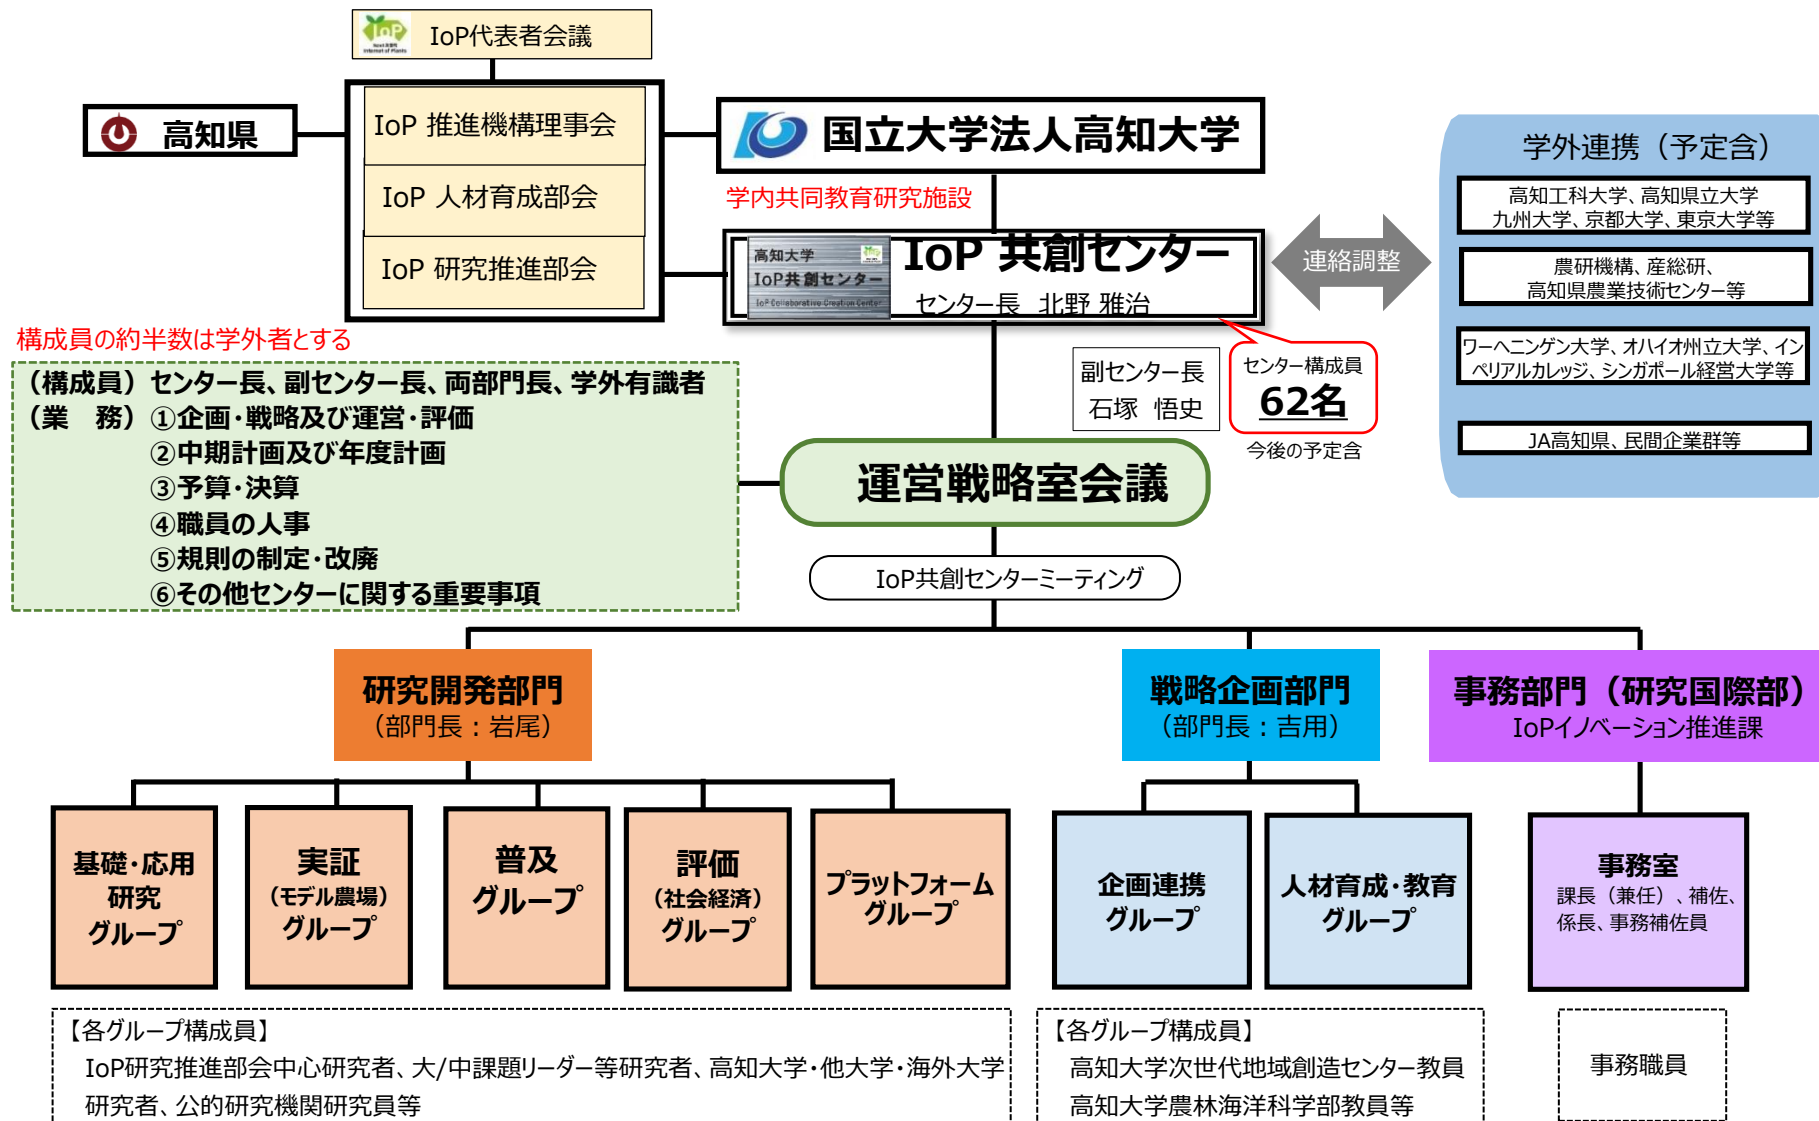 IoP
Internet of Plants
IoP代表者会議
高知県
IoP 推進機構理事会
IoP 人材育成部会
IoP 研究推進部会
国立大学法人高知大学
学内共同教育研究施設
高知大学
IoP共創センター
IoP Collaborative Creation Center
IoP 共創センター
センター長 北野 雅治
連絡調整
学外連携（予定含）
高知工科大学、高知県立大学
九州大学、京都大学、東京大学等
農研機構、産総研、
高知県農業技術センター等
ワーヘニンゲン大学、オハイオ州立大学、イン
ペリアルカレッジ、シンガポール経営大学等
JA高知県、民間企業群等
構成員の約半数は学外者とする
（構成員）センター長、副センター長、両部門長、学外有識者
（業　務）①企画・戦略及び運営・評価
②中期計画及び年度計画
③予算・決算
④職員の人事
⑤規則の制定・改廃
⑥その他センターに関する重要事項
副センター長
石塚 悟史
センター構成員
62名
今後の予定含
運営戦略室会議
IoP共創センターミーティング
研究開発部門
（部門長：岩尾）
戦略企画部門
（部門長：吉用）
事務部門（研究国際部）
IoPイノベーション推進課
基礎・応用
研究
グループ
実証
（モデル農場）
グループ
普及
グループ
評価
（社会経済）
グループ
プラットフォーム
グループ
企画連携
グループ
人材育成・教育
グループ
事務室
課長（兼任）、補佐、
係長、事務補佐員
【各グループ構成員】
IoP研究推進部会中心研究者、大/中課題リーダー等研究者、高知大学・他大学・海外大学
研究者、公的研究機関研究員等
【各グループ構成員】
高知大学次世代地域創造センター教員
高知大学農林海洋科学部教員等
事務職員